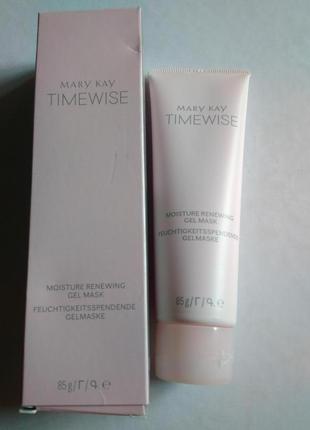 MARY KAY
TIMEWISE
MOISTURE RENEWING
GEL MASK
FEUCHTIGKEITSSPENDENDE
GELMASKE
85g/Г/գ. ℮
MARY KAY
TIMEWISE
MOISTURE RENEWING
GEL MASK
FEUCHTIGKEITSSPENDENDE
GELMASKE
85g/Г/գ. ℮